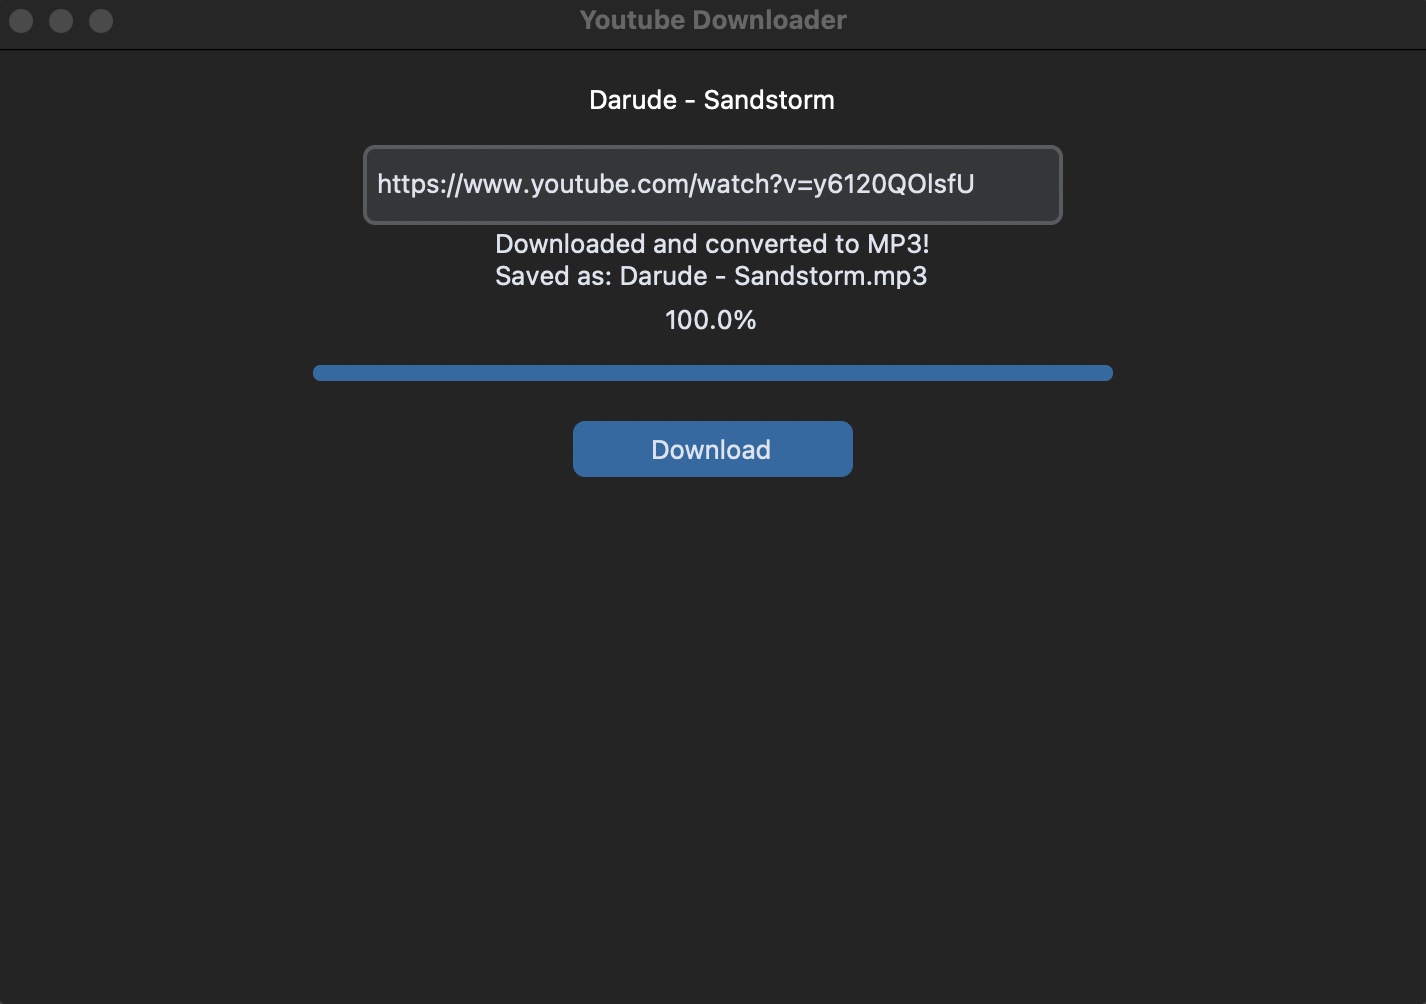 Youtube Downloader
Darude - Sandstorm
https://www.youtube.com/watch?v=y6120QOlsfU
Downloaded and converted to MP3!
Saved as: Darude - Sandstorm.mp3
100.0%
Download